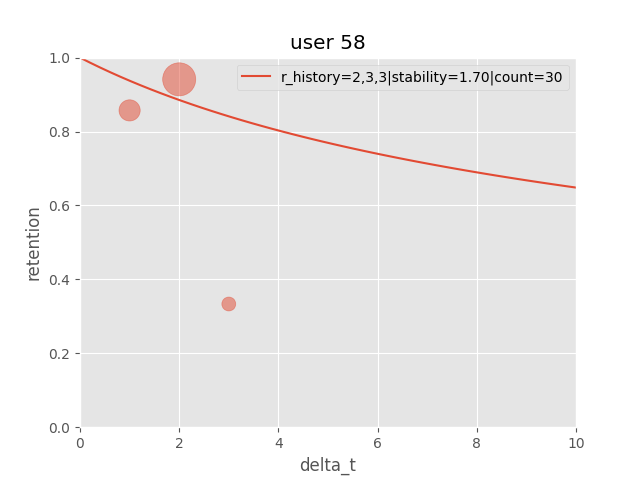 user 58
r_history=2,3,3|stability=1.70|count=30
1.0
0.8
0.6
0.4
0.2
0.0
retention
0 2 4 6 8 10
delta_t